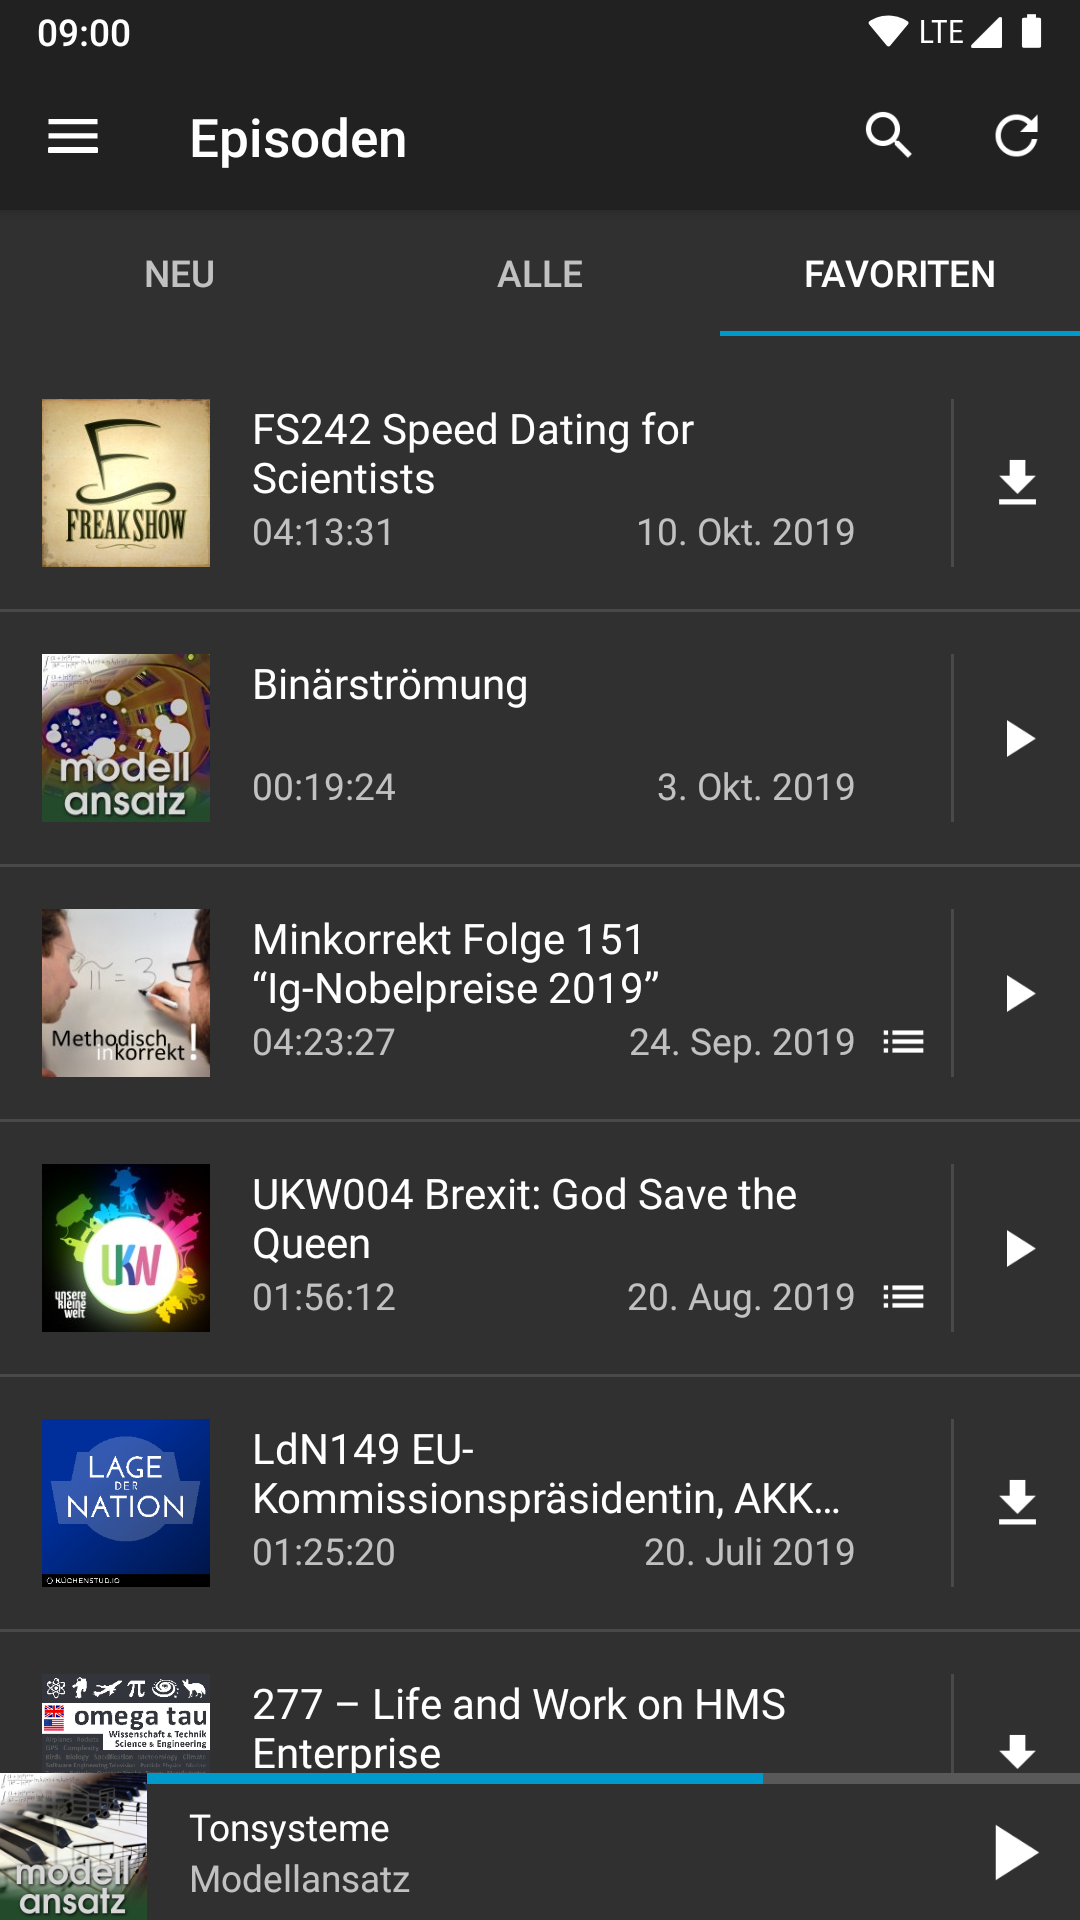 09:00
LTE
Episoden
NEU
ALLE
FAVORITEN
FREAK SHOW
FS242 Speed Dating for
Scientists
04:13:31
10. Okt. 2019
modell
ansatz
Binärströmung
00:19:24
3. Okt. 2019
π = 3
Methodisch
inkorrekt!
Minkorrekt Folge 151
“Ig-Nobelpreise 2019”
04:23:27
24. Sep. 2019
UKW
unsere
kleine
welt
UKW004 Brexit: God Save the
Queen
01:56:12
20. Aug. 2019
LAGE
DER
NATION
KÜCHENSTUD.IO
LdN149 EU-
Kommissionspräsidentin, AKK…
01:25:20
20. Juli 2019
omega tau
Wissenschaft & Technik
Science & Engineering
277 – Life and Work on HMS
Enterprise
modell
ansatz
Tonsysteme
Modellansatz